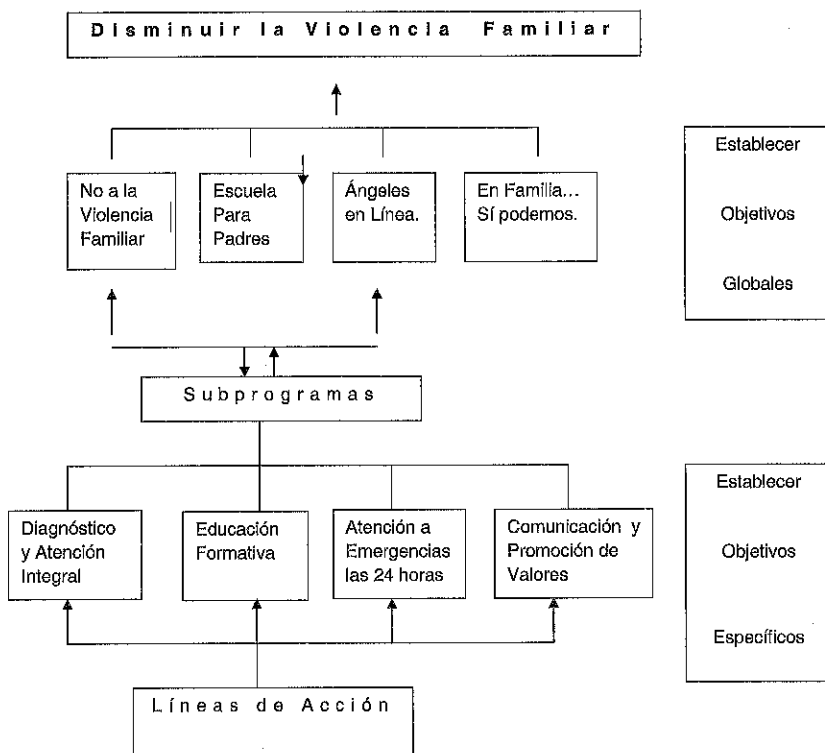 Disminuir la Violencia Familiar
No a la
Violencia
Familiar
Escuela
Para
Padres
Ángeles
en Línea.
En Familia...
Sí podemos.
Establecer
Objetivos
Globales
Subprogramas
Diagnóstico
y Atención
Integral
Educación
Formativa
Atención a
Emergencias
las 24 horas
Comunicación y
Promoción de
Valores
Establecer
Objetivos
Específicos
Líneas de Acción